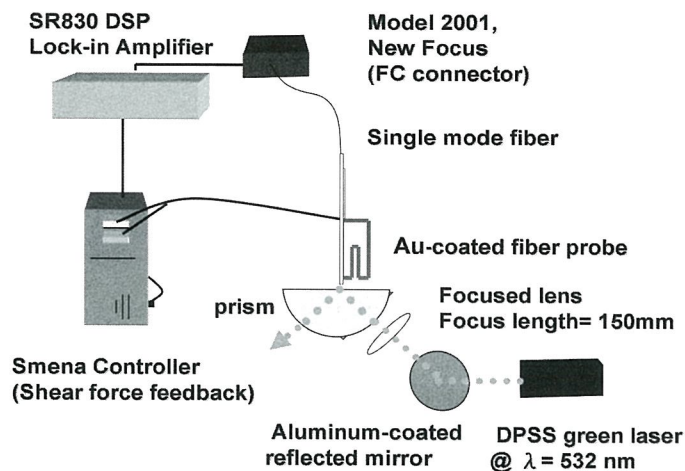 SR830 DSP
Lock-in Amplifier
Model 2001,
New Focus
(FC connector)
Single mode fiber
Au-coated fiber probe
prism
Focused lens
Focus length= 150mm
Smena Controller
(Shear force feedback)
Aluminum-coated
reflected mirror
DPSS green laser
@ λ = 532 nm